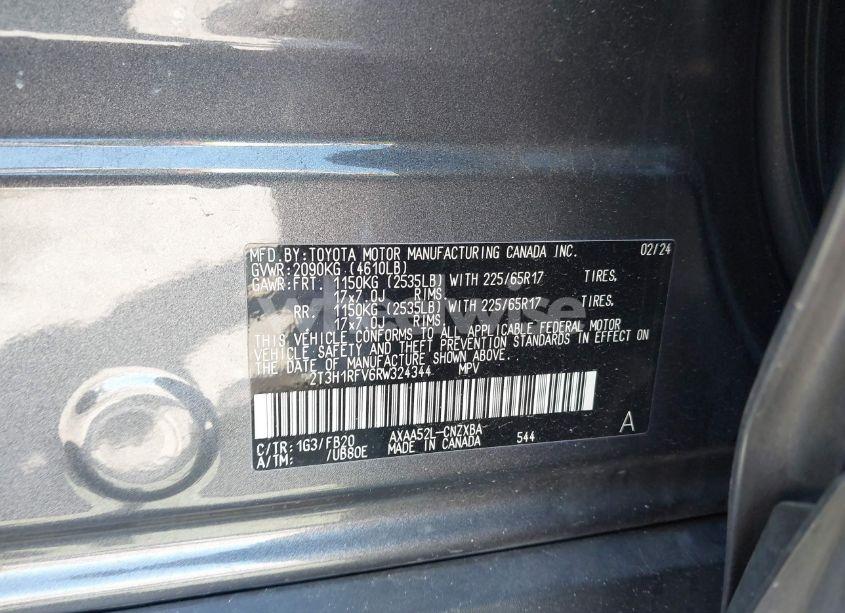 MFD.BY:TOYOTA MOTOR MANUFACTURING CANADA INC. 02/24
GVWR:2090KG (4610LB)
GAWR:FRT. 1150KG (2535LB) WITH 225/65R17 TIRES,
17x7.0J RIMS.
RR. 1150KG (2535LB) WITH 225/65R17 TIRES,
17x7.0J RIMS.
THIS VEHICLE CONFORMS TO ALL APPLICABLE FEDERAL MOTOR
VEHICLE SAFETY AND THEFT PREVENTION STANDARDS IN EFFECT ON
THE DATE OF MANUFACTURE SHOWN ABOVE.
2T3H1RFV6RW324344 MPV
C/TR:1G3/FB20 AXAA52L-CNZXBA 544 A
A/TM: /UB80E MADE IN CANADA
wheelwise